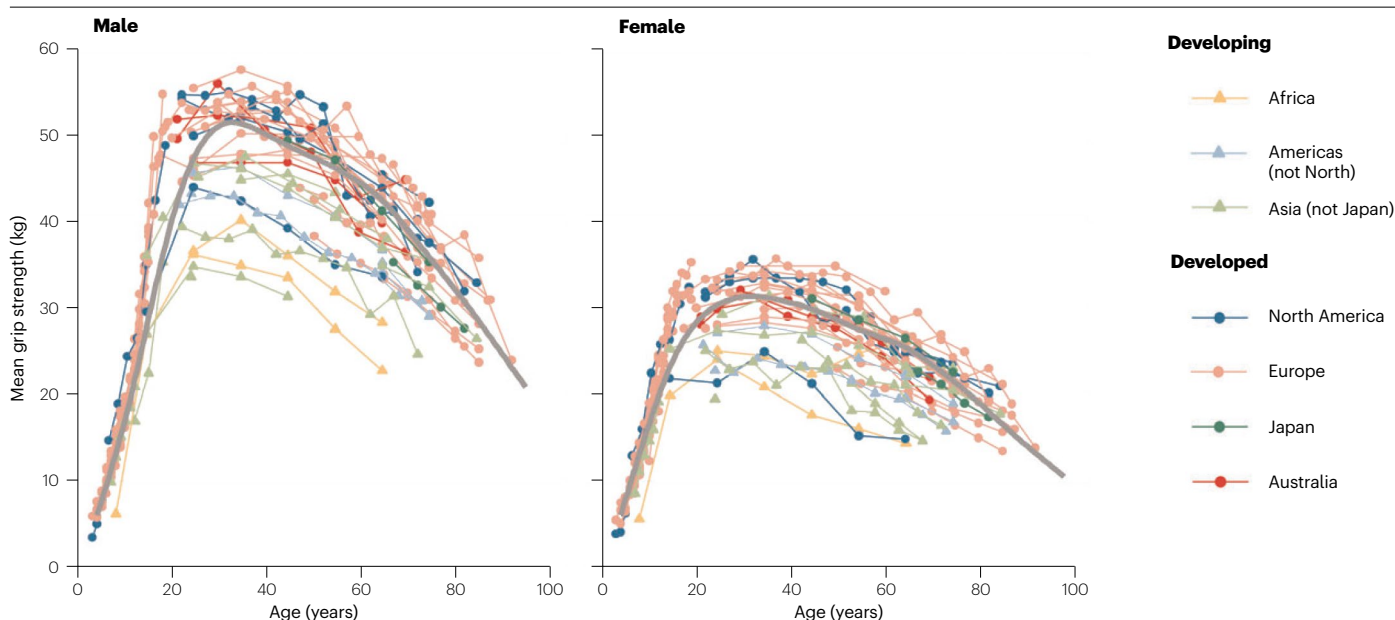 Male
Female
Developing
Africa
Americas
(not North)
Asia (not Japan)
Developed
North America
Europe
Japan
Australia
Mean grip strength (kg)
60
50
40
30
20
10
0
0 20 40 60 80 100
Age (years)
0 20 40 60 80 100
Age (years)